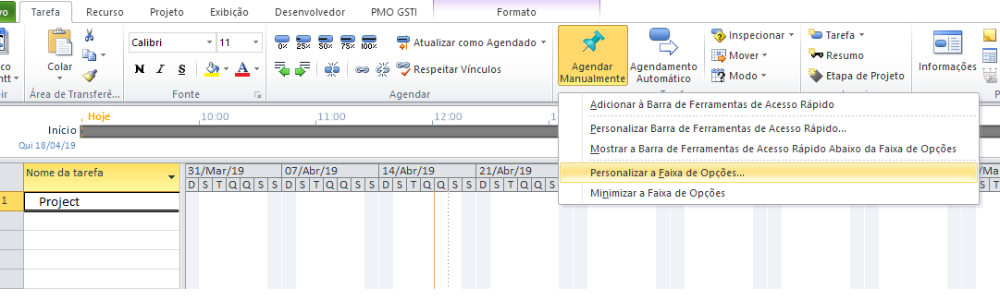 vo Tarefa Recurso Projeto Exibição Desenvolvedor PMO GSTI Formato
Calibri 11 0% 25% 50% 75% 100% Atualizar como Agendado Inspecionar Tarefa
Colar Agendar Manualmente Agendamento Automático Mover Resumo Informações
N I S A Respeitar Vínculos Modo Etapa de Projeto
Área de Transferê... Fonte Agendar
Adicionar à Barra de Ferramentas de Acesso Rápido
Personalizar Barra de Ferramentas de Acesso Rápido...
Mostrar a Barra de Ferramentas de Acesso Rápido Abaixo da Faixa de Opções
Personalizar a Faixa de Opções...
Minimizar a Faixa de Opções
Hoje 10:00 11:00 12:00
Início
Qui 18/04/19
Nome da tarefa 31/Mar/19 07/Abr/19 14/Abr/19 21/Abr/19
D S T Q Q S S D S T Q Q S S D S T Q Q S S D S T Q Q S
1 Project